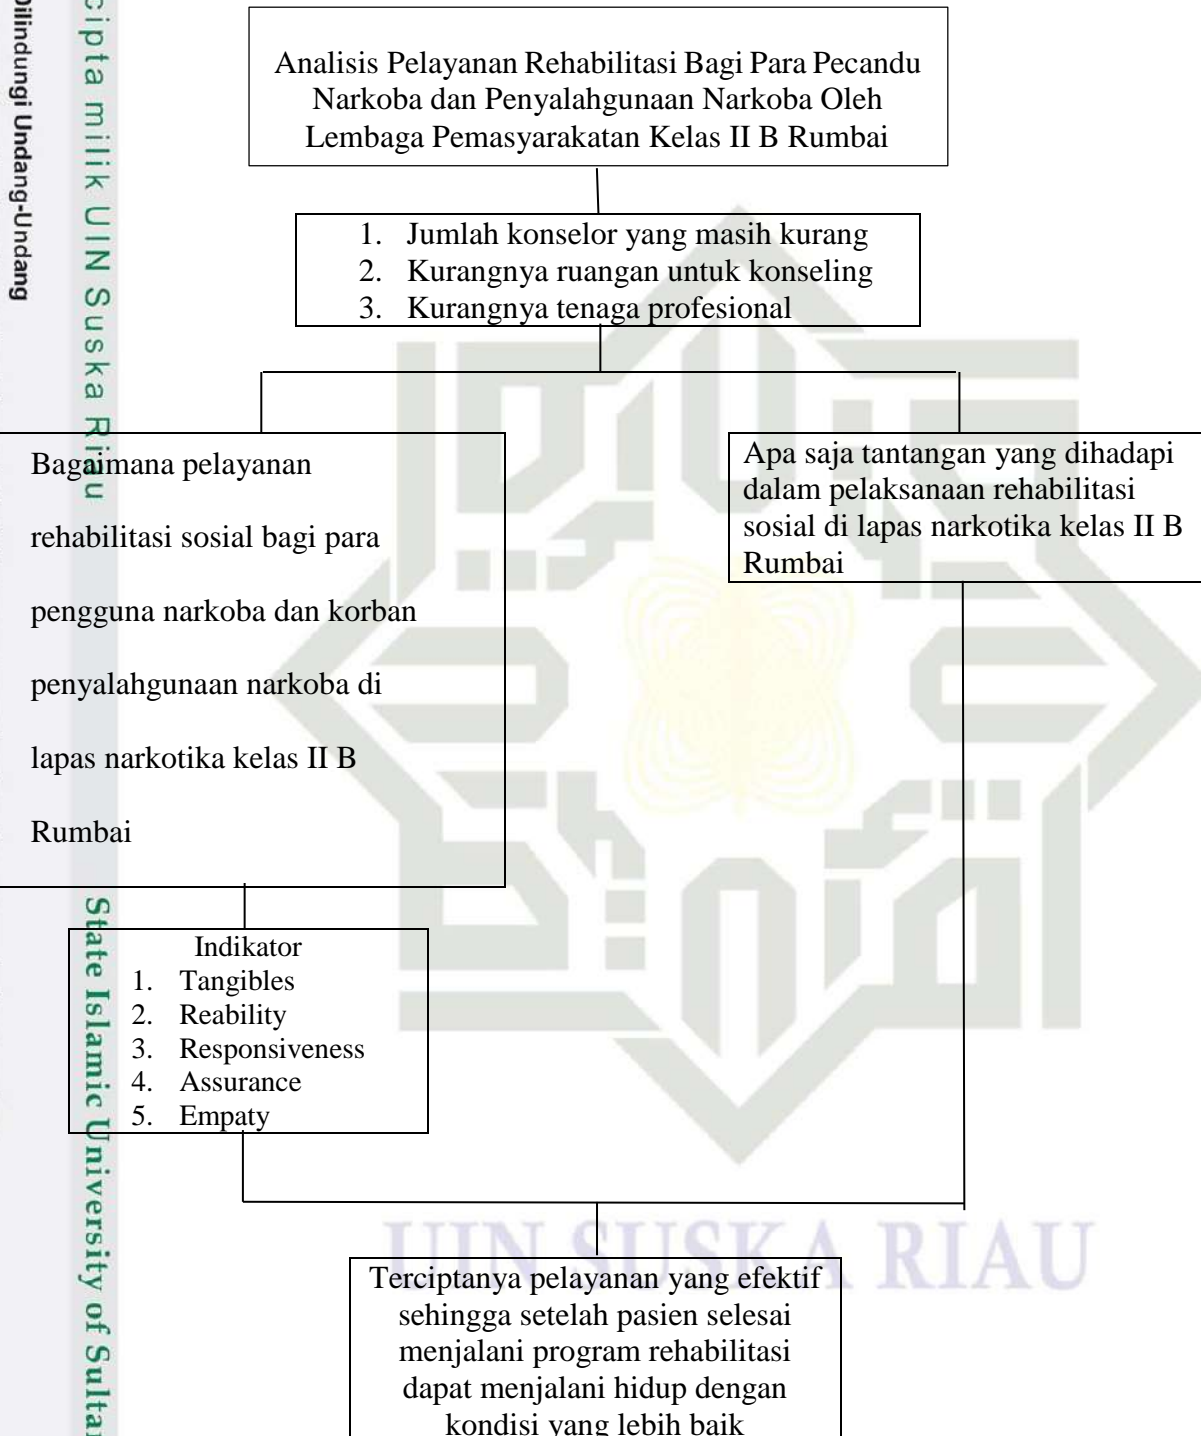 Analisis Pelayanan Rehabilitasi Bagi Para Pecandu
Narkoba dan Penyalahgunaan Narkoba Oleh
Lembaga Pemasyarakatan Kelas II B Rumbai
1. Jumlah konselor yang masih kurang
2. Kurangnya ruangan untuk konseling
3. Kurangnya tenaga profesional
Bagaimana pelayanan
rehabilitasi sosial bagi para
pengguna narkoba dan korban
penyalahgunaan narkoba di
lapas narkotika kelas II B
Rumbai
Apa saja tantangan yang dihadapi
dalam pelaksanaan rehabilitasi
sosial di lapas narkotika kelas II B
Rumbai
Indikator
1. Tangibles
2. Reability
3. Responsiveness
4. Assurance
5. Empaty
Terciptanya pelayanan yang efektif
sehingga setelah pasien selesai
menjalani program rehabilitasi
dapat menjalani hidup dengan
kondisi yang lebih baik
UIN SUSKA RIAU
Dilindungi Undang-Undang
cipta milik UIN Suska Riau
State Islamic University of Sultan